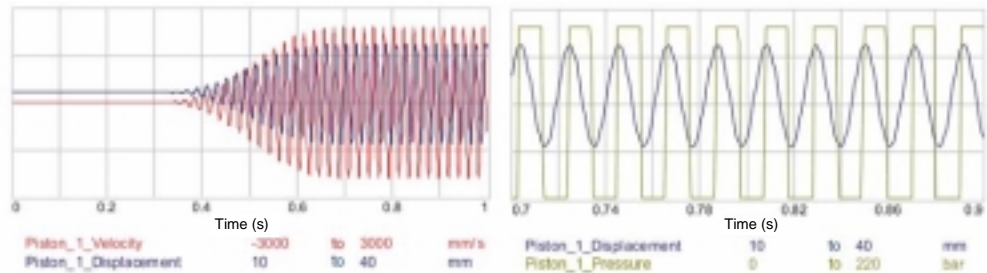 0 0.2 0.4 0.6 0.8 1
Time (s)
Piston_1_Velocity -3000 to 3000 mm/s
Piston_1_Displacement 10 to 40 mm
0.7 0.74 0.78 0.82 0.86 0.9
Time (s)
Piston_1_Displacement 10 to 40 mm
Piston_1_Pressure 0 to 220 bar